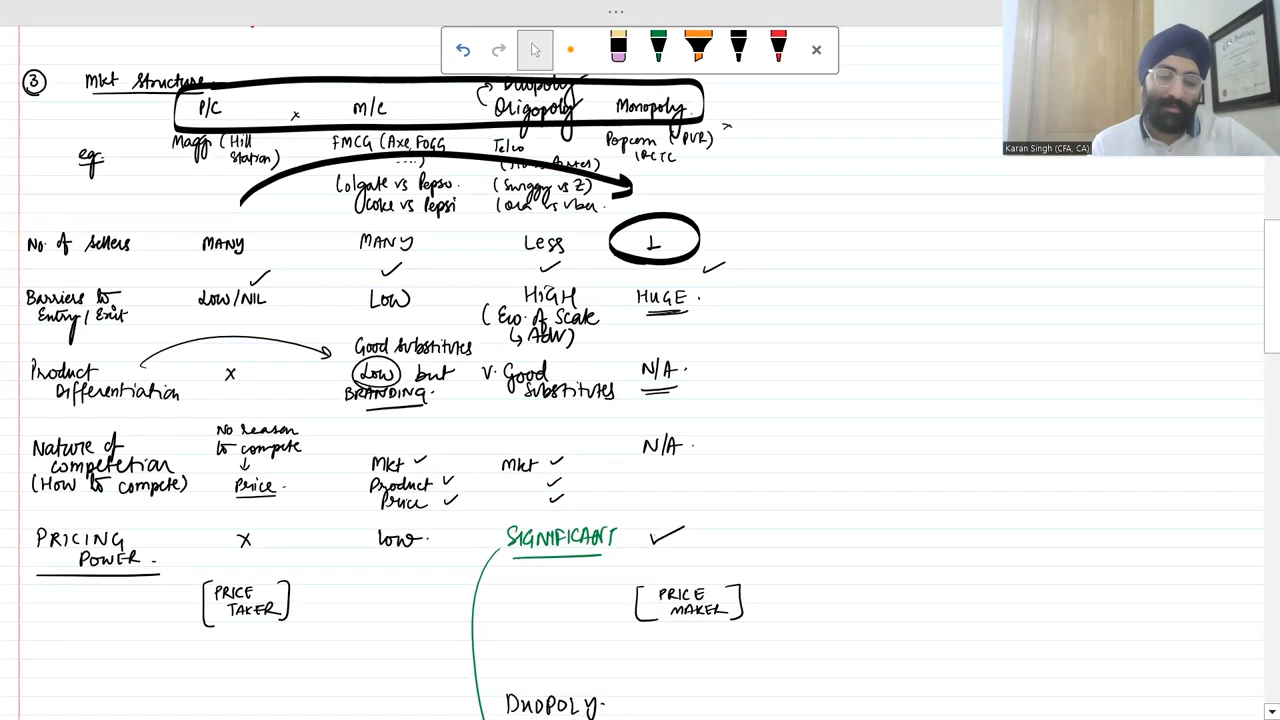 3 Mkt Structure
P/C x M/C Duopoly Oligopoly Monopoly
eg. Maggi (Hill Station) FMCG (Axe, FOGG ....) Telco Popcorn (PVR) IRCTC x
Colgate vs Pepso. (Swiggy vs Z)
Coke vs Pepsi (Ola vs Uber.
No. of Sellers MANY MANY Less 1
Barriers to Entry/Exit Low/NIL Low HIGH HUGE.
(Eco. of Scale
↳ Adv)
Good Substitutes
Product Differentiation x Low but BRANDING. V. Good Substitutes N/A.
Nature of competetion (How to compete) No reason to compete ↓ Price. Mkt ✓ Mkt ✓ N/A.
Product ✓ ✓
Price ✓ ✓
PRICING POWER. x Low. SIGNIFICANT ✓
[PRICE TAKER] [PRICE MAKER]
DUOPOLY.
Karan Singh (CFA, CA)